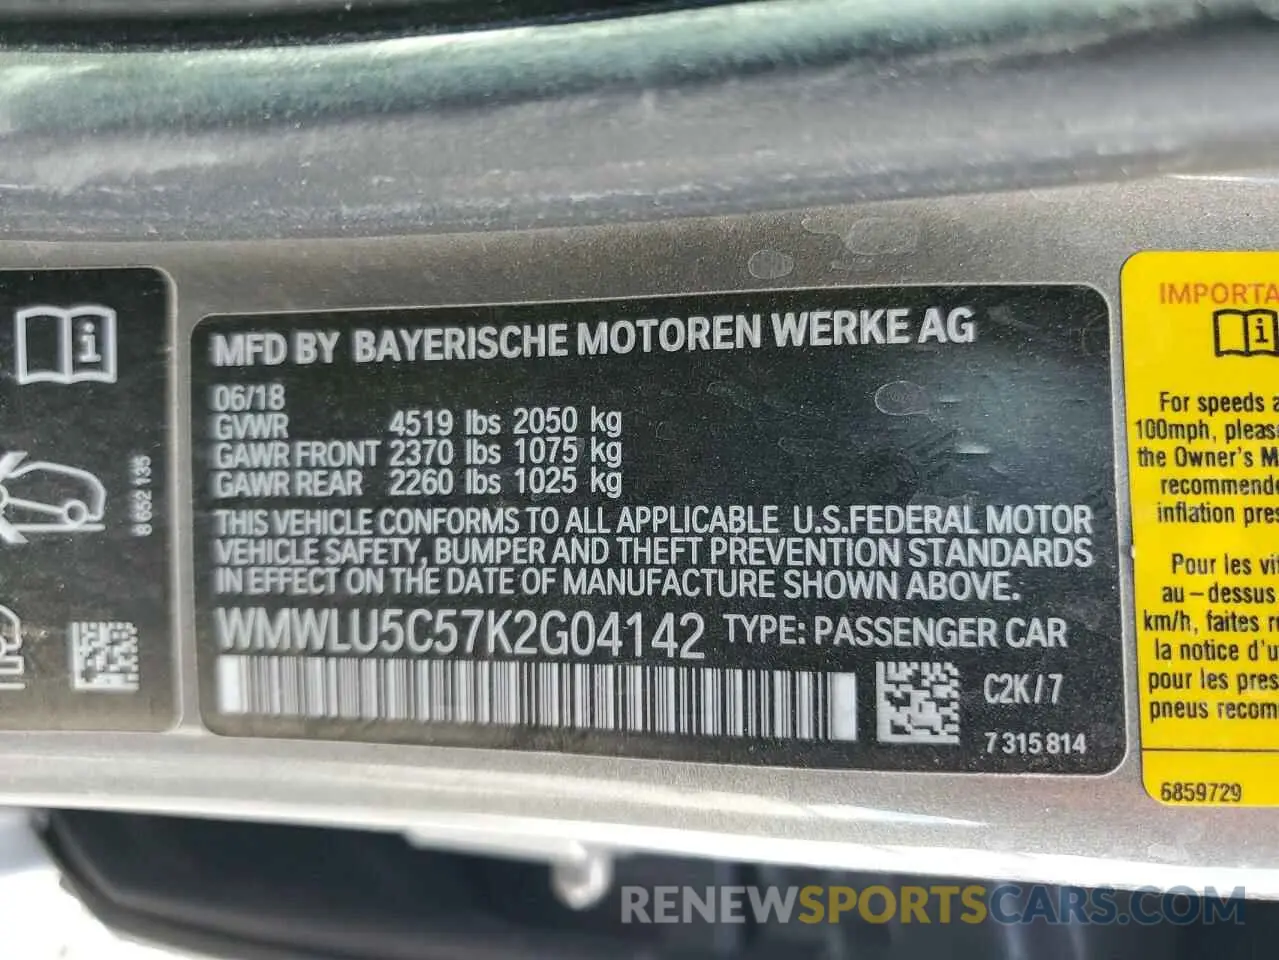 MFD BY BAYERISCHE MOTOREN WERKE AG
06/18
GVWR 4519 lbs 2050 kg
GAWR FRONT 2370 lbs 1075 kg
GAWR REAR 2260 lbs 1025 kg
THIS VEHICLE CONFORMS TO ALL APPLICABLE U.S.FEDERAL MOTOR
VEHICLE SAFETY, BUMPER AND THEFT PREVENTION STANDARDS
IN EFFECT ON THE DATE OF MANUFACTURE SHOWN ABOVE.
WMWLU5C57K2G04142 TYPE: PASSENGER CAR
C2K/7
7 315 814
8 652 135
IMPORTA
For speeds a
100mph, pleas
the Owner's M
recommende
inflation pres
Pour les vi
au-dessus
km/h, faites r
la notice d'u
pour les pres
pneus recom
6859729
RENEWSPORTSCARS.COM